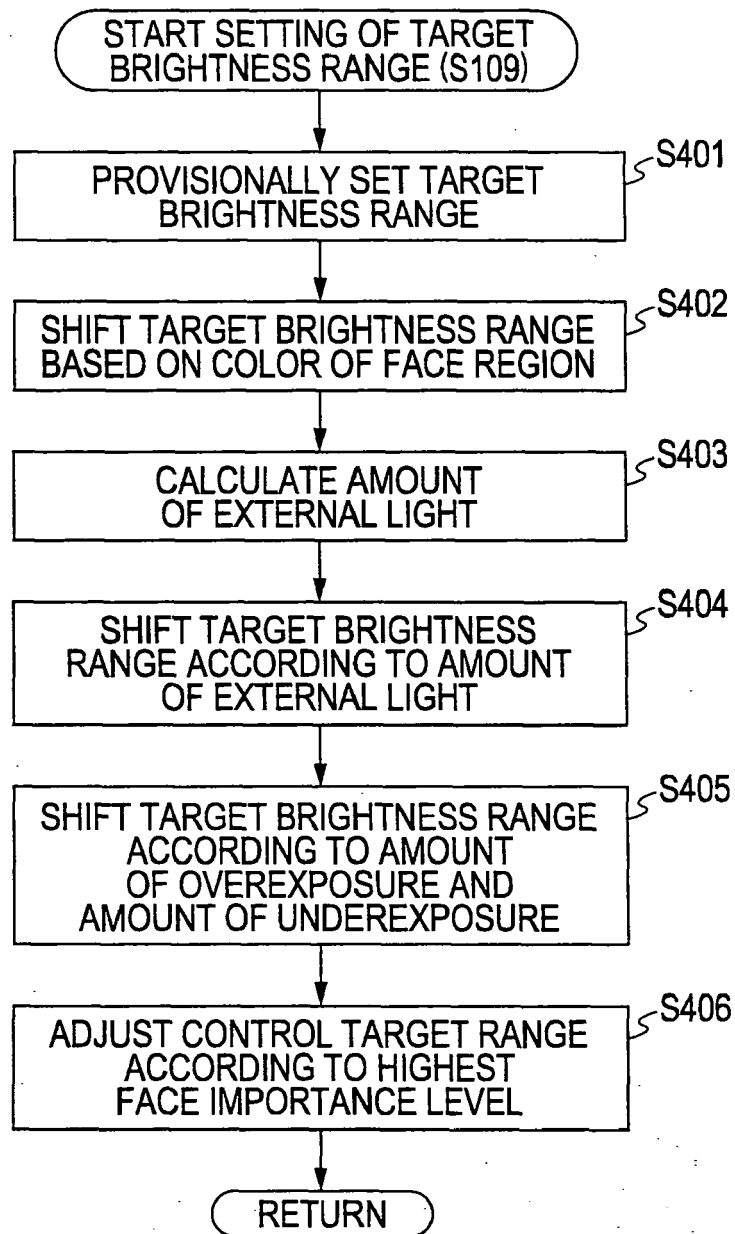 START SETTING OF TARGET
BRIGHTNESS RANGE (S109)
S401
PROVISIONALLY SET TARGET
BRIGHTNESS RANGE
S402
SHIFT TARGET BRIGHTNESS RANGE
BASED ON COLOR OF FACE REGION
S403
CALCULATE AMOUNT
OF EXTERNAL LIGHT
S404
SHIFT TARGET BRIGHTNESS
RANGE ACCORDING TO AMOUNT
OF EXTERNAL LIGHT
S405
SHIFT TARGET BRIGHTNESS RANGE
ACCORDING TO AMOUNT
OF OVEREXPOSURE AND
AMOUNT OF UNDEREXPOSURE
S406
ADJUST CONTROL TARGET RANGE
ACCORDING TO HIGHEST
FACE IMPORTANCE LEVEL
RETURN